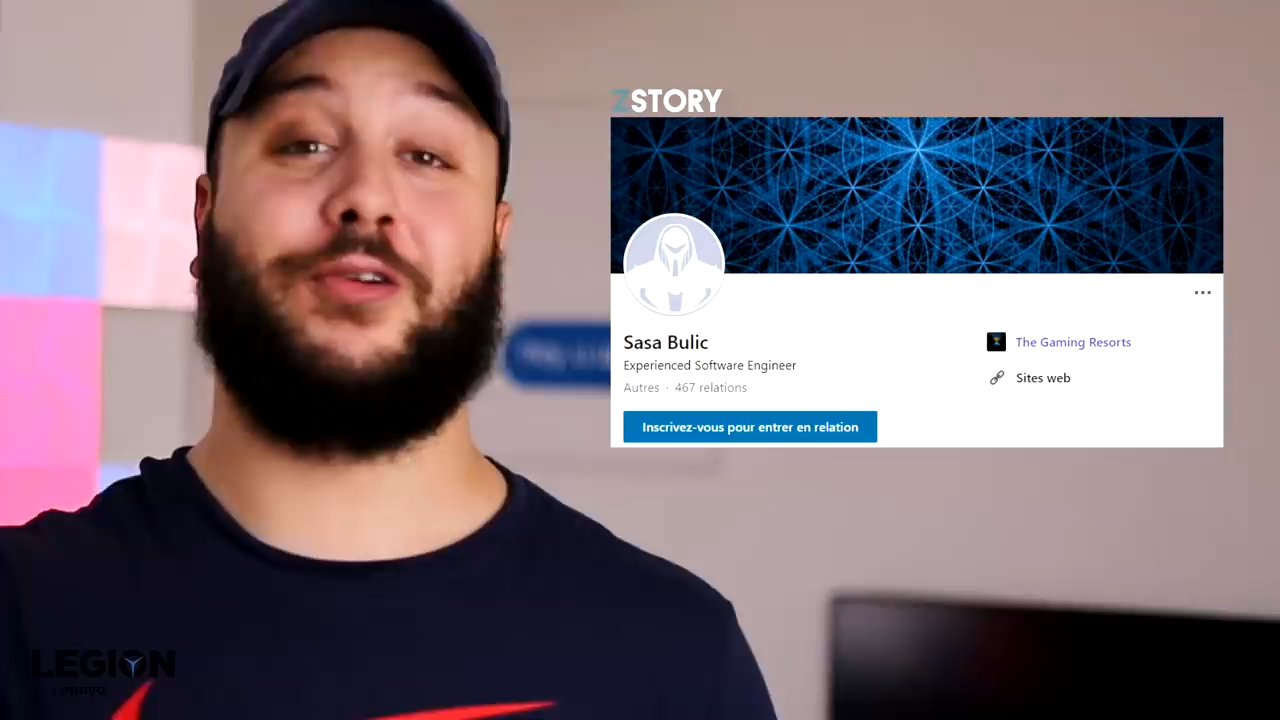 ZSTORY
Sasa Bulic
Experienced Software Engineer
Autres · 467 relations
The Gaming Resorts
Sites web
Inscrivez-vous pour entrer en relation
LEGION